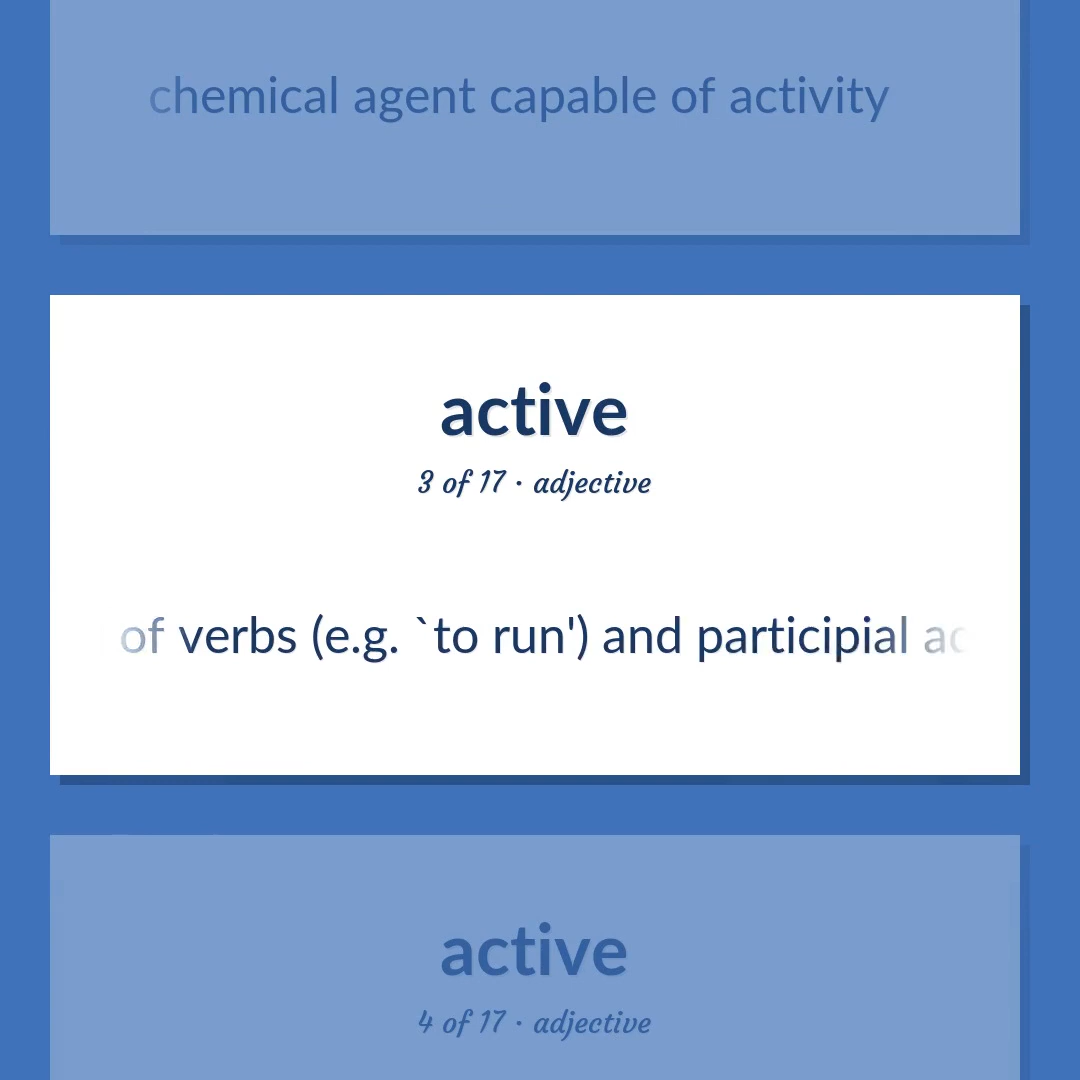 chemical agent capable of activity
active
3 of 17 · adjective
of verbs (e.g. `to run') and participial
active
4 of 17 · adjective